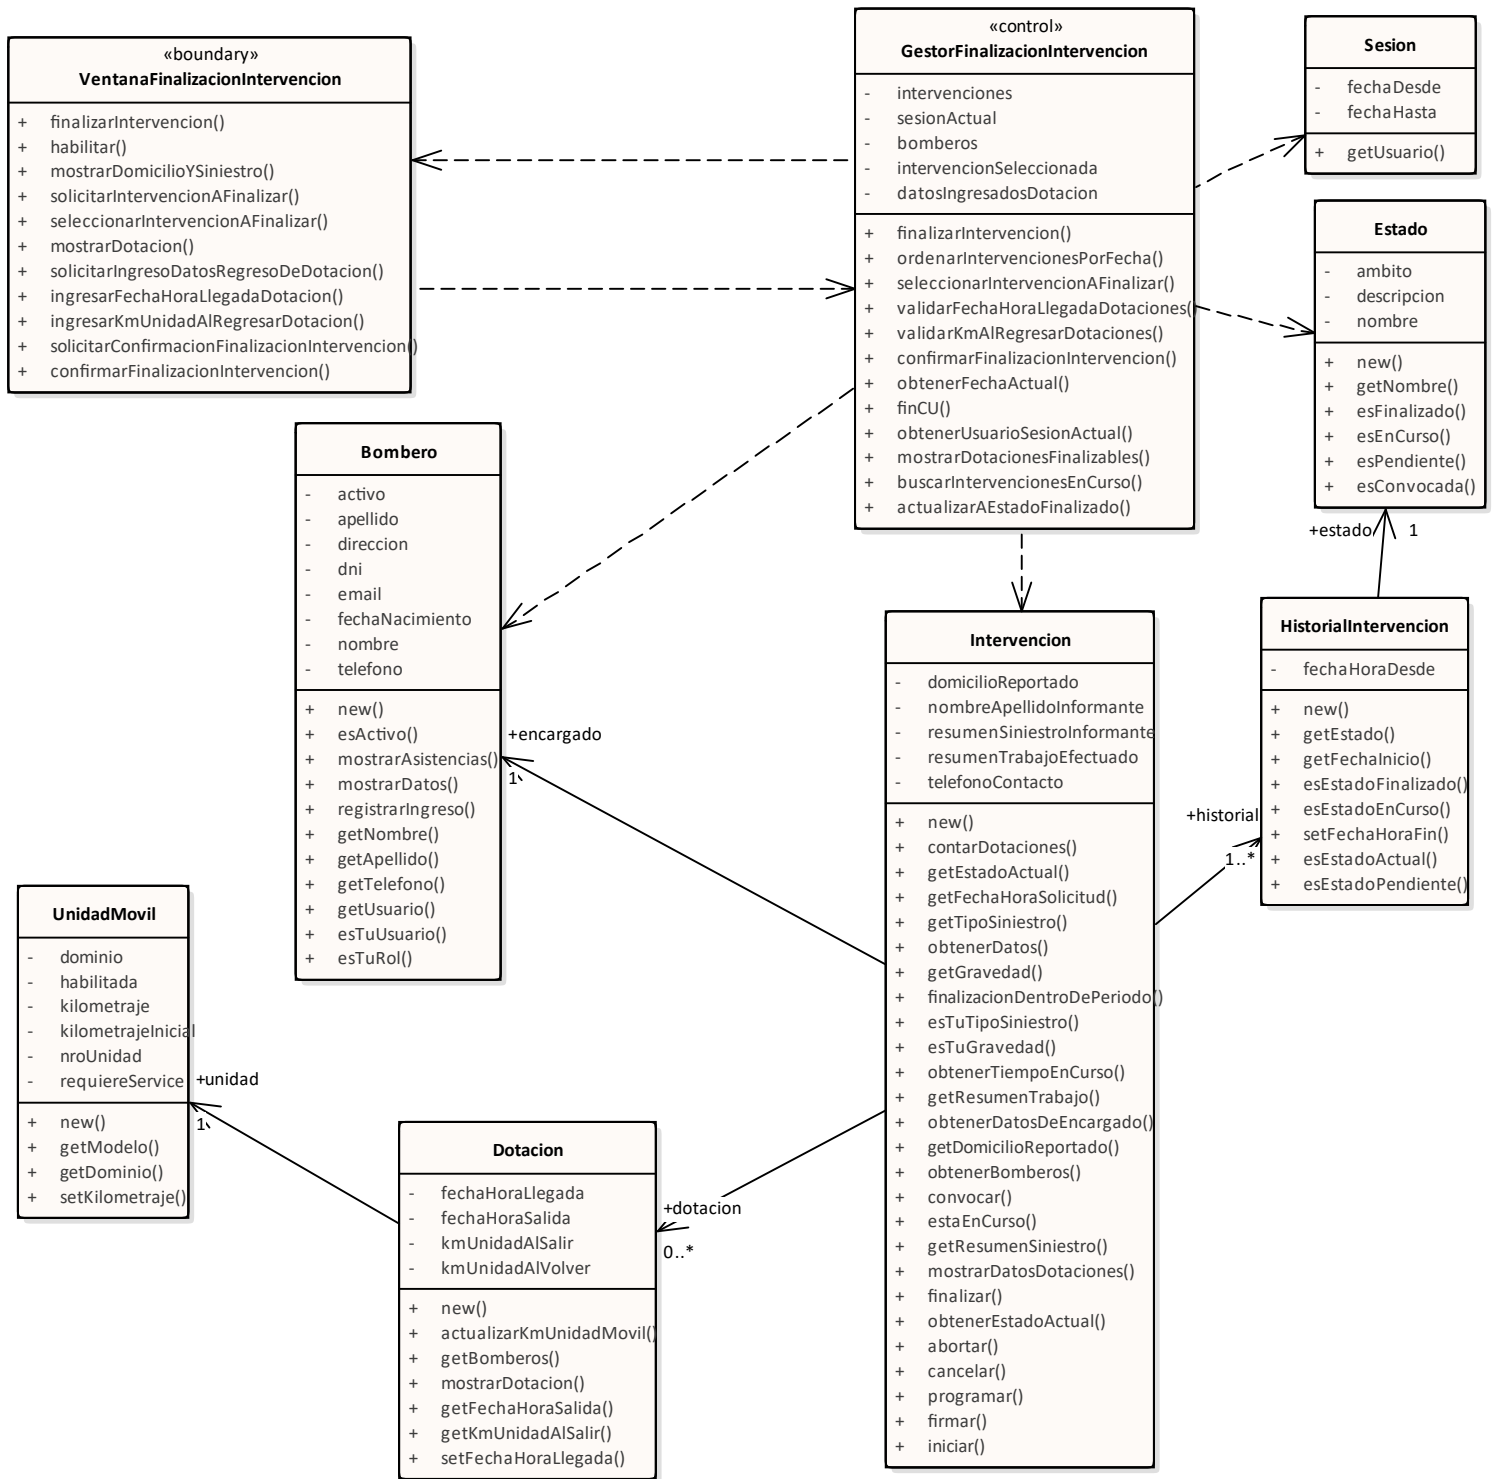 «boundary»
VentanaFinalizacionIntervencion
+ finalizarIntervencion()
+ habilitar()
+ mostrarDomicilioYSiniestro()
+ solicitarIntervencionAFinalizar()
+ seleccionarIntervencionAFinalizar()
+ mostrarDotacion()
+ solicitarIngresoDatosRegresoDeDotacion()
+ ingresarFechaHoraLlegadaDotacion()
+ ingresarKmUnidadAlRegresarDotacion()
+ solicitarConfirmacionFinalizacionIntervencion()
+ confirmarFinalizacionIntervencion()
«control»
GestorFinalizacionIntervencion
- intervenciones
- sesionActual
- bomberos
- intervencionSeleccionada
- datosIngresadosDotacion
+ finalizarIntervencion()
+ ordenarIntervencionesPorFecha()
+ seleccionarIntervencionAFinalizar()
+ validarFechaHoraLlegadaDotaciones()
+ validarKmAlRegresarDotaciones()
+ confirmarFinalizacionIntervencion()
+ obtenerFechaActual()
+ finCU()
+ obtenerUsuarioSesionActual()
+ mostrarDotacionesFinalizables()
+ buscarIntervencionesEnCurso()
+ actualizarAEstadoFinalizado()
Sesion
- fechaDesde
- fechaHasta
+ getUsuario()
Estado
- ambito
- descripcion
- nombre
+ new()
+ getNombre()
+ esFinalizado()
+ esEnCurso()
+ esPendiente()
+ esConvocada()
+estado 1
Bombero
- activo
- apellido
- direccion
- dni
- email
- fechaNacimiento
- nombre
- telefono
+ new()
+ esActivo()
+ mostrarAsistencias()
+ mostrarDatos()
+ registrarIngreso()
+ getNombre()
+ getApellido()
+ getTelefono()
+ getUsuario()
+ esTuUsuario()
+ esTuRol()
+encargado
1
Intervencion
- domicilioReportado
- nombreApellidoInformante
- resumenSiniestroInformante
- resumenTrabajoEfectuado
- telefonoContacto
+ new()
+ contarDotaciones()
+ getEstadoActual()
+ getFechaHoraSolicitud()
+ getTipoSiniestro()
+ obtenerDatos()
+ getGravedad()
+ finalizacionDentroDePeriodo()
+ esTuTipoSiniestro()
+ esTuGravedad()
+ obtenerTiempoEnCurso()
+ getResumenTrabajo()
+ obtenerDatosDeEncargado()
+ getDomicilioReportado()
+ obtenerBomberos()
+ convocar()
+ estaEnCurso()
+ getResumenSiniestro()
+ mostrarDatosDotaciones()
+ finalizar()
+ obtenerEstadoActual()
+ abortar()
+ cancelar()
+ programar()
+ firmar()
+ iniciar()
HistorialIntervencion
- fechaHoraDesde
+ new()
+ getEstado()
+ getFechaInicio()
+ esEstadoFinalizado()
+ esEstadoEnCurso()
+ setFechaHoraFin()
+ esEstadoActual()
+ esEstadoPendiente()
+historial
1..*
UnidadMovil
- dominio
- habilitada
- kilometraje
- kilometrajeInicial
- nroUnidad
- requiereService
+ new()
+ getModelo()
+ getDominio()
+ setKilometraje()
+unidad
1
Dotacion
- fechaHoraLlegada
- fechaHoraSalida
- kmUnidadAlSalir
- kmUnidadAlVolver
+ new()
+ actualizarKmUnidadMovil()
+ getBomberos()
+ mostrarDotacion()
+ getFechaHoraSalida()
+ getKmUnidadAlSalir()
+ setFechaHoraLlegada()
+dotacion
0..*